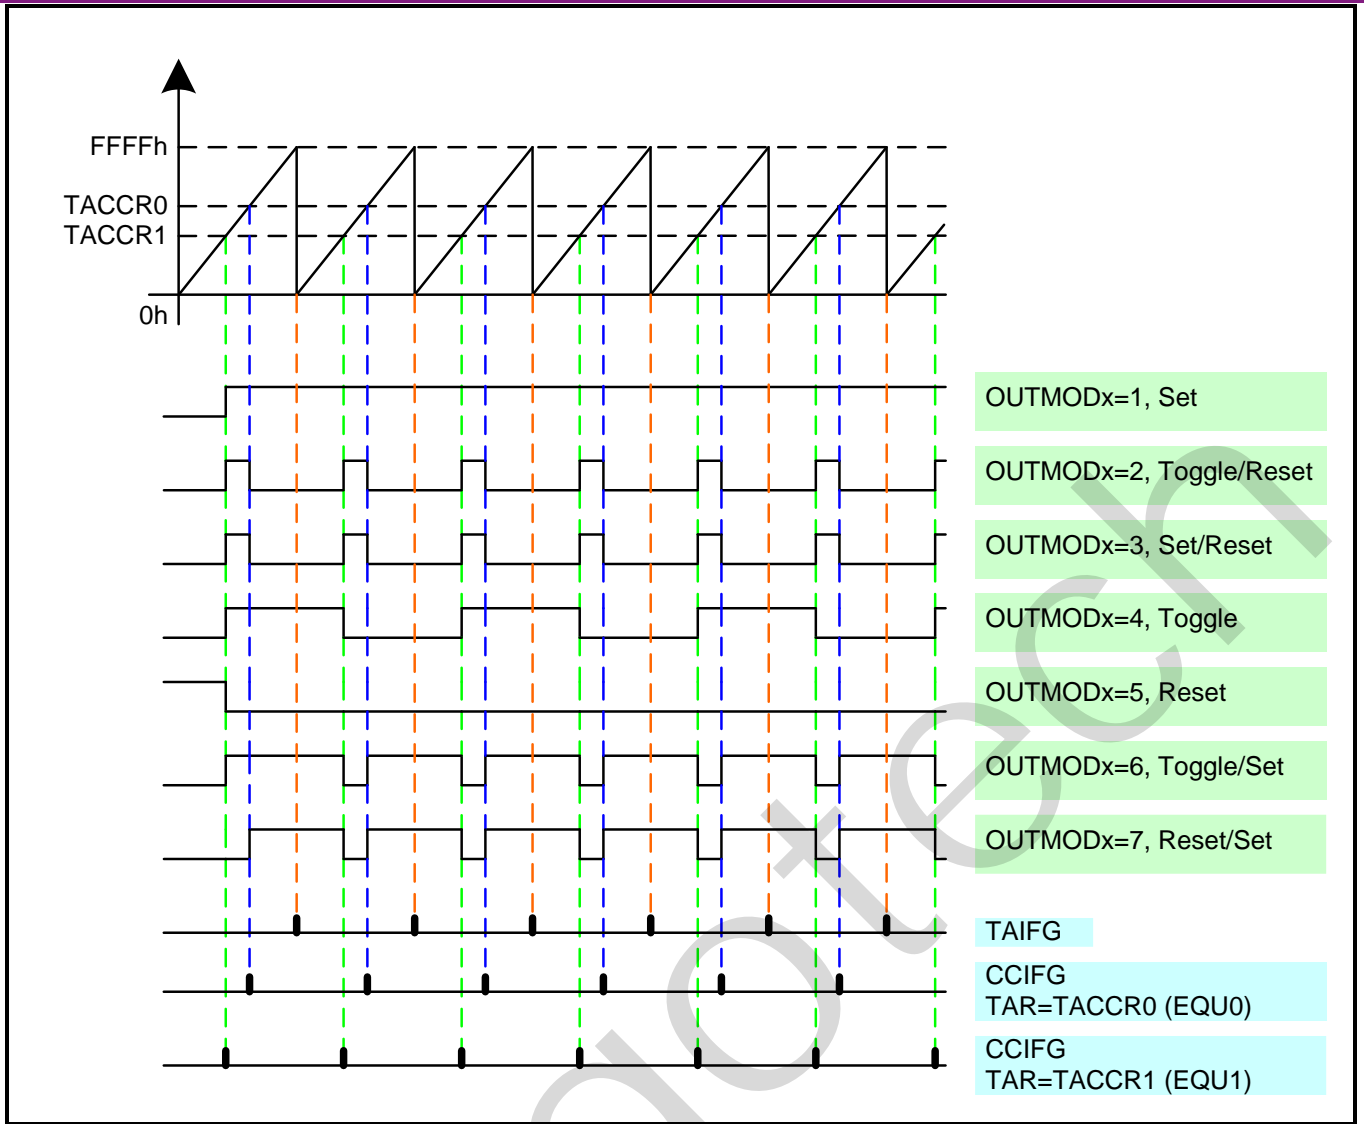 FFFFh
TACCR0
TACCR1
0h
OUTMODx=1, Set
OUTMODx=2, Toggle/Reset
OUTMODx=3, Set/Reset
OUTMODx=4, Toggle
OUTMODx=5, Reset
OUTMODx=6, Toggle/Set
OUTMODx=7, Reset/Set
TAIFG
CCIFG
TAR=TACCR0 (EQU0)
CCIFG
TAR=TACCR1 (EQU1)
gotech